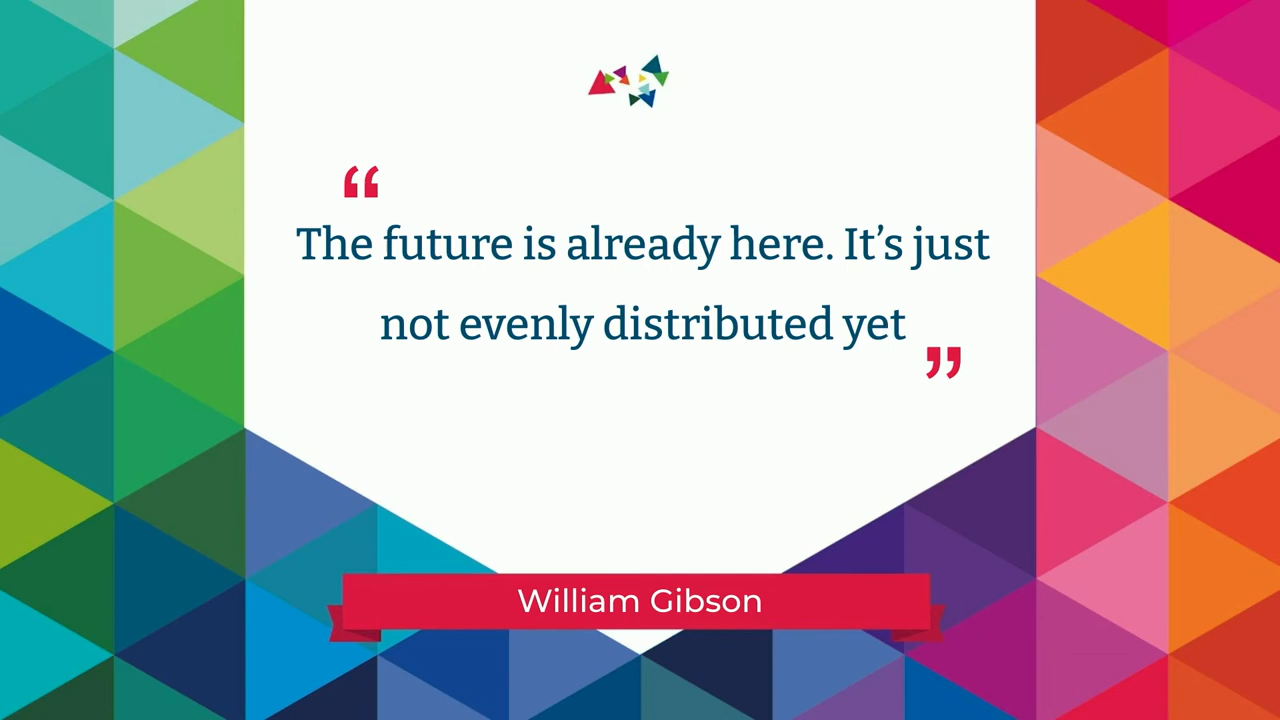 “
The future is already here. It’s just
not evenly distributed yet
”
William Gibson